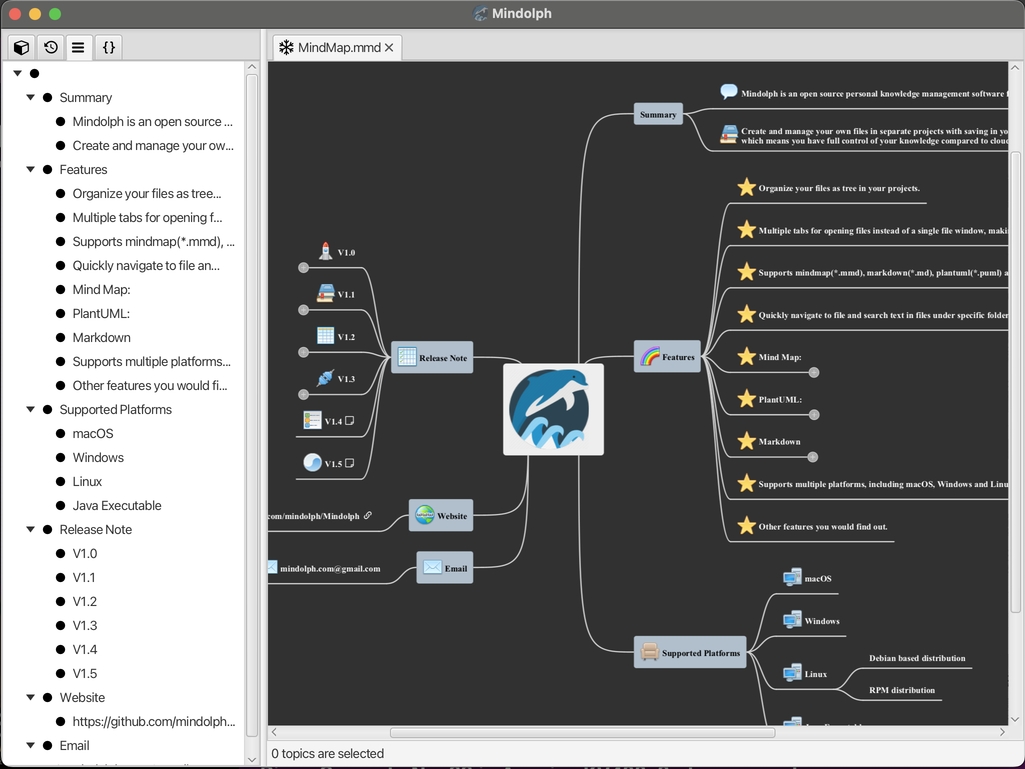 Mindolph
{}
MindMap.mmd
Summary
Mindolph is an open source ...
Create and manage your ow...
Features
Organize your files as tree...
Multiple tabs for opening f...
Supports mindmap(*.mmd), ...
Quickly navigate to file an...
Mind Map:
PlantUML:
Markdown
Supports multiple platforms...
Other features you would fi...
Supported Platforms
macOS
Windows
Linux
Java Executable
Release Note
V1.0
V1.1
V1.2
V1.3
V1.4
V1.5
Website
https://github.com/mindolph...
Email
Summary
Mindolph is an open source personal knowledge management software
Create and manage your own files in separate projects with saving in
which means you have full control of your knowledge compared to
Features
Organize your files as tree in your projects.
Multiple tabs for opening files instead of a single file window,
Supports mindmap(*.mmd), markdown(*.md), plantuml(*.puml)
Quickly navigate to file and search text in files under specific folder
Mind Map:
PlantUML:
Markdown
Supports multiple platforms, including macOS, Windows and
Other features you would find out.
Release Note
V1.0
V1.1
V1.2
V1.3
V1.4
V1.5
Website
com/mindolph/Mindolph
Email
mindolph.com@gmail.com
Supported Platforms
macOS
Windows
Linux
Debian based distribution
RPM distribution
0 topics are selected